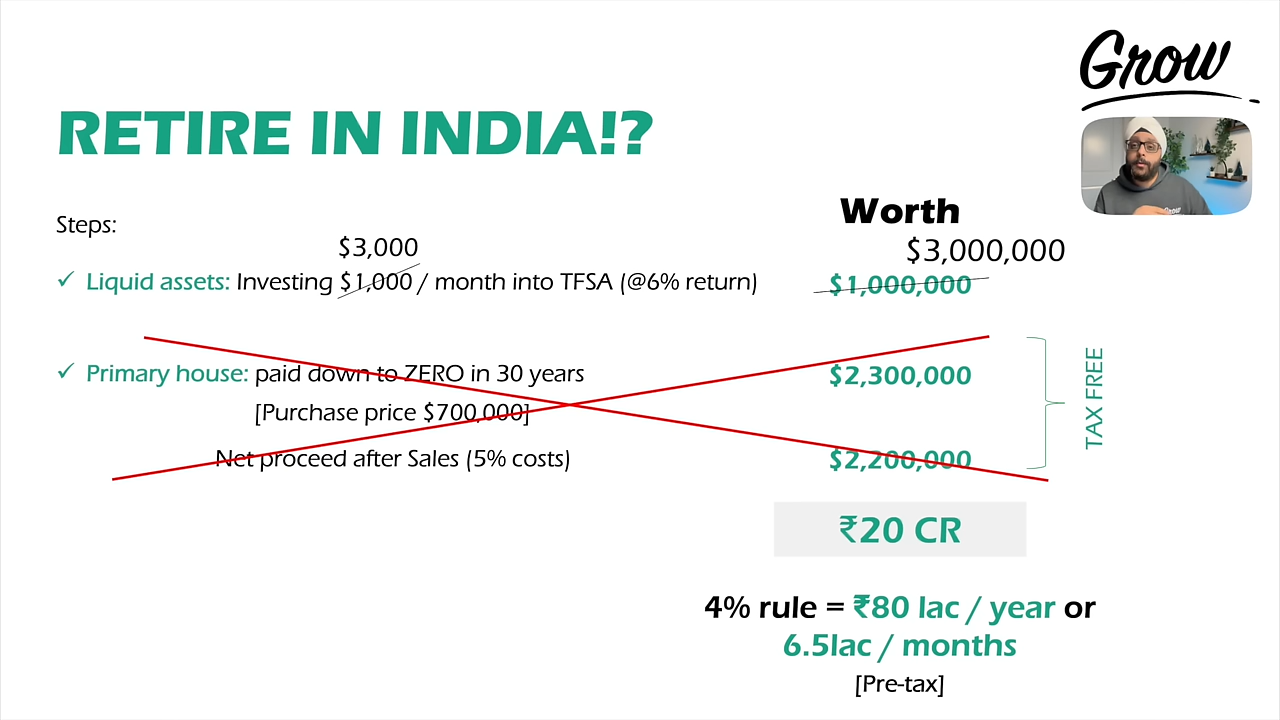 Grow
RETIRE IN INDIA!?
Worth
Steps:
$3,000
$3,000,000
✓ Liquid assets: Investing $1,000 / month into TFSA (@6% return)
$1,000,000
✓ Primary house: paid down to ZERO in 30 years
$2,300,000
[Purchase price $700,000]
TAX FREE
Net proceed after Sales (5% costs)
$2,200,000
₹20 CR
4% rule = ₹80 lac / year or
6.5lac / months
[Pre-tax]